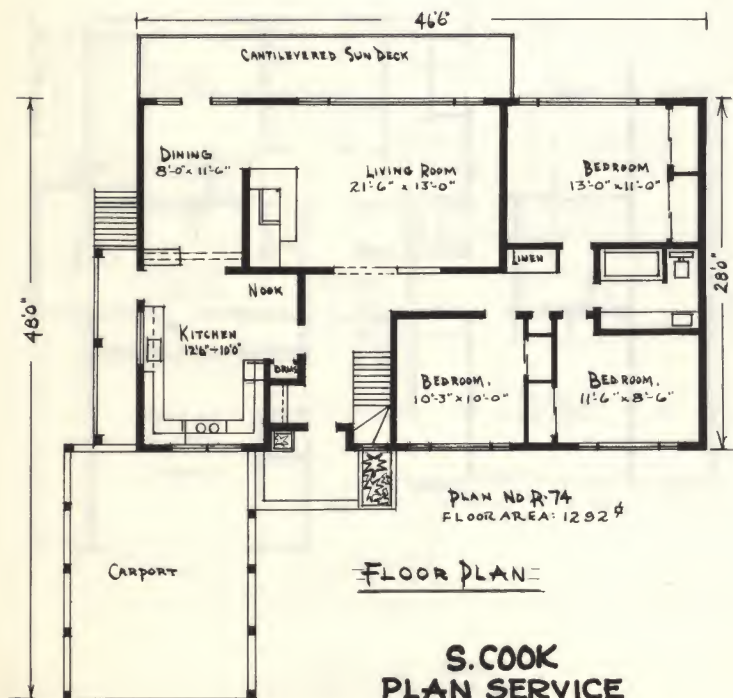 46'6"
CANTILEVERED SUN DECK
DINING
8'-0" x 11'-6"
LIVING ROOM
21'-6" x 13'-0"
BEDROOM
13'-0" x 11'-0"
LINEN
NOOK
KITCHEN
12'6" - 10'0"
BEDROOM.
10'-3" x 10'-0"
BEDROOM.
11'-6" x 8'-6"
48'0"
28'0"
PLAN NO R-74
FLOOR AREA: 1292
CARPORT
FLOOR PLAN
S. COOK
PLAN SERVICE